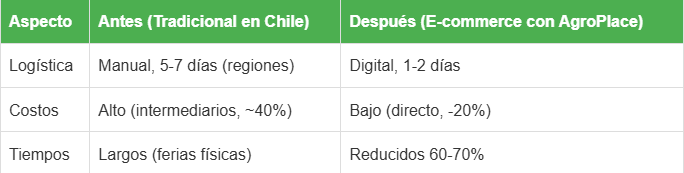 Aspecto Antes (Tradicional en Chile) Después (E-commerce con AgroPlace)
Logística Manual, 5-7 días (regiones) Digital, 1-2 días
Costos Alto (intermediarios, ~40%) Bajo (directo, -20%)
Tiempos Largos (ferias físicas) Reducidos 60-70%